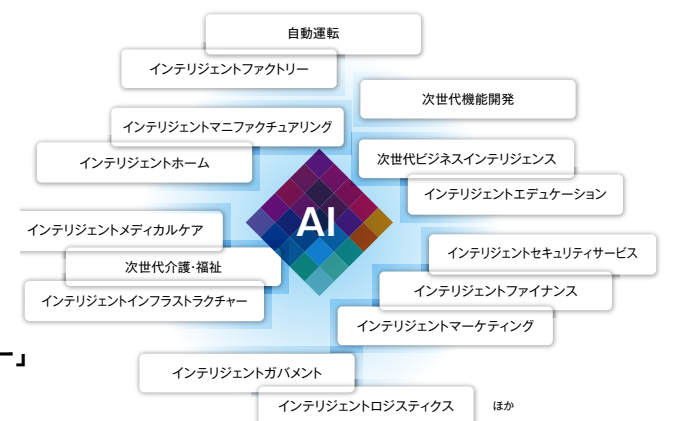 自動運転
インテリジェントファクトリー
次世代機能開発
インテリジェントマニファクチュアリング
インテリジェントホーム
次世代ビジネスインテリジェンス
インテリジェントエデュケーション
AI
インテリジェントメディカルケア
次世代介護・福祉
インテリジェントセキュリティサービス
インテリジェントインフラストラクチャー
インテリジェントファイナンス
インテリジェントマーケティング
ー」
インテリジェントガバメント
インテリジェントロジスティクス ほか